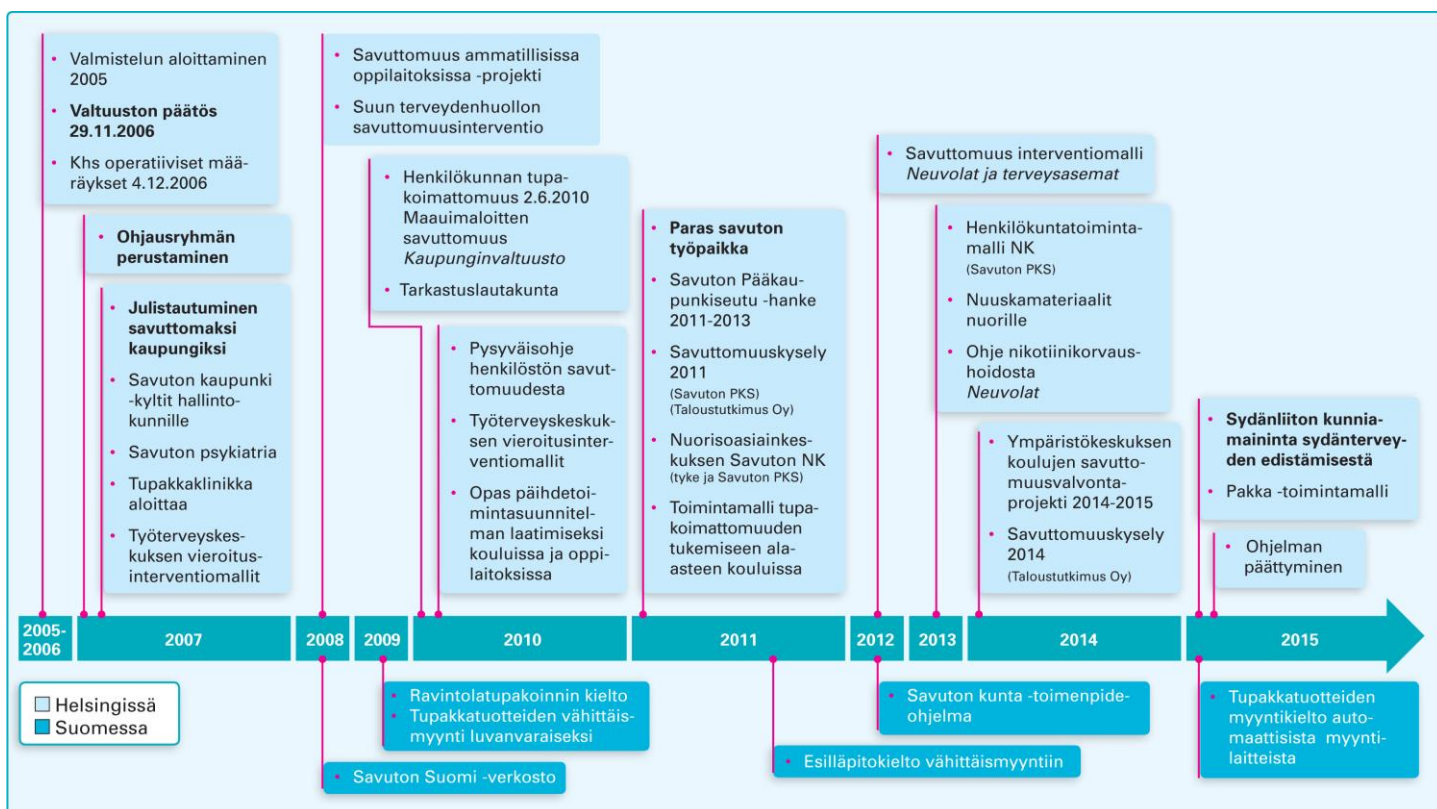 • Valmistelun aloittaminen
2005
• Valtuuston päätös
29.11.2006
• Khs operatiiviset mää-
räykset 4.12.2006
• Ohjausryhmän
perustaminen
• Julistautuminen
savuttomaksi
kaupungiksi
• Savuton kaupunki
-kyltit hallinto-
kunnille
• Savuton psykiatria
• Tupakkaklinikka
aloittaa
• Työterveyskes-
kuksen vieroitus-
interventiomallit
• Savuttomuus ammatillisissa
oppilaitoksissa -projekti
• Suun terveydenhuollon
savuttomuusinterventio
• Henkilökunnan tupa-
koimattomuus 2.6.2010
Maauimaloitten
savuttomuus
Kaupunginvaltuusto
• Tarkastuslautakunta
• Pysyväisohje
henkilöstön savut-
tomuudesta
• Työterveyskeskuk-
sen vieroitusinter-
ventiomallit
• Opas päihdetoi-
mintasuunnitel-
man laatimiseksi
kouluissa ja oppi-
laitoksissa
• Paras savuton
työpaikka
• Savuton Pääkau-
punkiseutu -hanke
2011-2013
• Savuttomuuskysely
2011
(Savuton PKS)
(Taloustutkimus Oy)
• Nuorisoasiainkes-
kuksen Savuton NK
(tyke ja Savuton PKS)
• Toimintamalli tupa-
koimattomuuden
tukemiseen ala-
asteen kouluissa
• Savuttomuus interventiomalli
Neuvolat ja terveysasemat
• Henkilökuntatoiminta-
malli NK
(Savuton PKS)
• Nuuskamateriaalit
nuorille
• Ohje nikotiinikorvaus-
hoidosta
Neuvolat
• Ympäristökeskuksen
koulujen savutto-
muusvalvonta-
projekti 2014-2015
• Savuttomuuskysely
2014
(Taloustutkimus Oy)
• Sydänliiton kunnia-
maininta sydäntervey-
den edistämisestä
• Pakka -toimintamalli
• Ohjelman
päättyminen
2005-
2006
2007
2008
2009
2010
2011
2012
2013
2014
2015
Helsingissä
Suomessa
• Ravintolatupakoinnin kielto
• Tupakkatuotteiden vähittäis-
myynti luvanvaraiseksi
• Savuton Suomi -verkosto
• Savuton kunta -toimenpide-
ohjelma
• Esilläpitokielto vähittäismyyntiin
• Tupakkatuotteiden
myyntikielto auto-
maattisista myynti-
laitteista